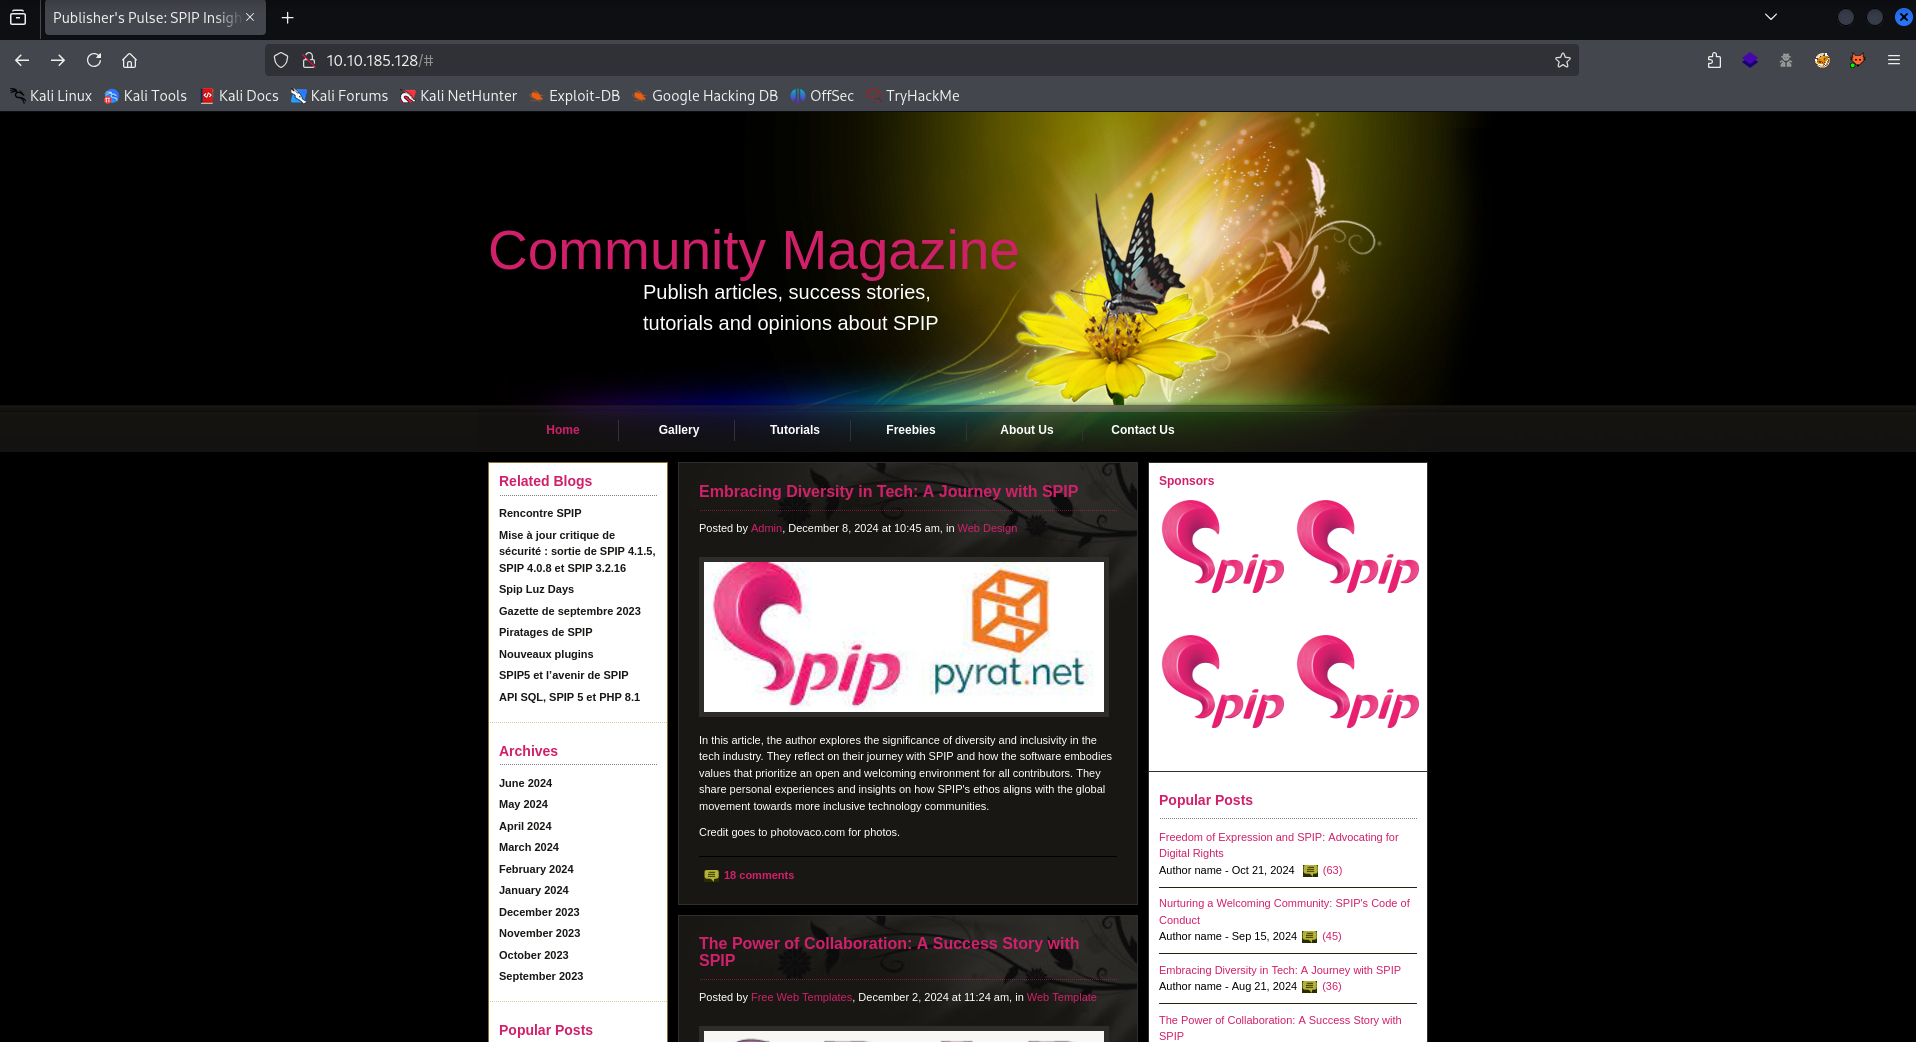 Publisher's Pulse: SPIP Insigh
10.10.185.128/#
Kali Linux
Kali Tools
Kali Docs
Kali Forums
Kali NetHunter
Exploit-DB
Google Hacking DB
OffSec
TryHackMe
Community Magazine
Publish articles, success stories,
tutorials and opinions about SPIP
Home
Gallery
Tutorials
Freebies
About Us
Contact Us
Related Blogs
Rencontre SPIP
Mise à jour critique de
sécurité : sortie de SPIP 4.1.5,
SPIP 4.0.8 et SPIP 3.2.16
Spip Luz Days
Gazette de septembre 2023
Piratages de SPIP
Nouveaux plugins
SPIP5 et l'avenir de SPIP
API SQL, SPIP 5 et PHP 8.1
Archives
June 2024
May 2024
April 2024
March 2024
February 2024
January 2024
December 2023
November 2023
October 2023
September 2023
Popular Posts
Embracing Diversity in Tech: A Journey with SPIP
Posted by Admin, December 8, 2024 at 10:45 am, in Web Design
Spip
pyrat.net
In this article, the author explores the significance of diversity and inclusivity in the
tech industry. They reflect on their journey with SPIP and how the software embodies
values that prioritize an open and welcoming environment for all contributors. They
share personal experiences and insights on how SPIP's ethos aligns with the global
movement towards more inclusive technology communities.
Credit goes to photovaco.com for photos.
18 comments
The Power of Collaboration: A Success Story with
SPIP
Posted by Free Web Templates, December 2, 2024 at 11:24 am, in Web Template
Sponsors
Spip
Spip
Spip
Spip
Popular Posts
Freedom of Expression and SPIP: Advocating for
Digital Rights
Author name - Oct 21, 2024 (63)
Nurturing a Welcoming Community: SPIP's Code of
Conduct
Author name - Sep 15, 2024 (45)
Embracing Diversity in Tech: A Journey with SPIP
Author name - Aug 21, 2024 (36)
The Power of Collaboration: A Success Story with
SPIP